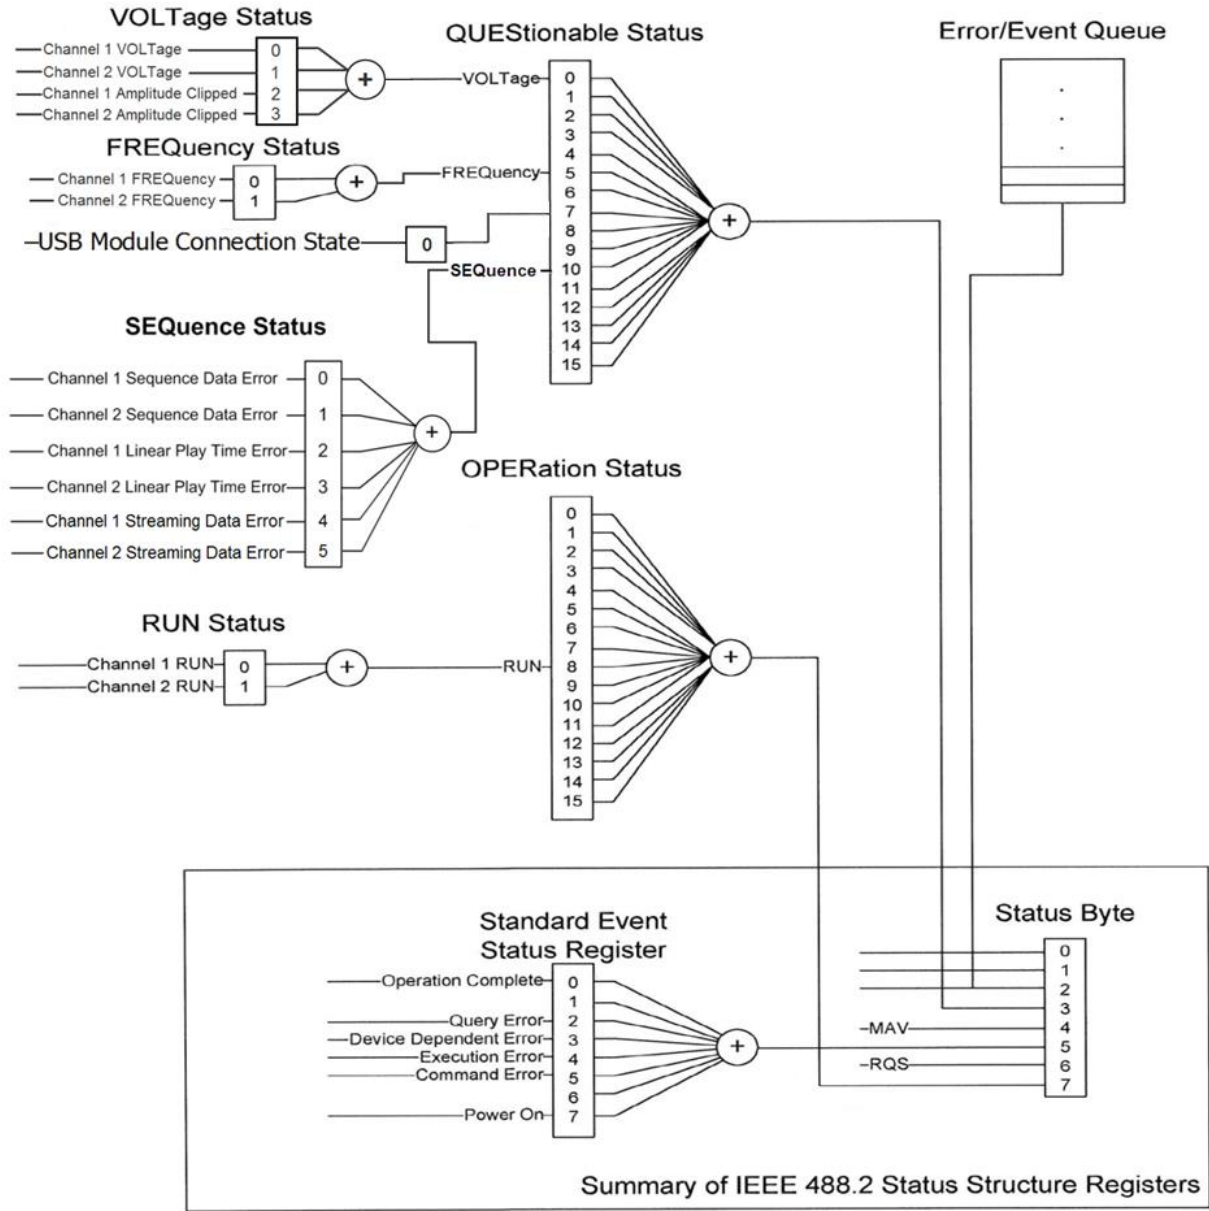 VOLTage Status
Channel 1 VOLTage 0
Channel 2 VOLTage 1
Channel 1 Amplitude Clipped 2
Channel 2 Amplitude Clipped 3
+
FREQuency Status
Channel 1 FREQuency 0
Channel 2 FREQuency 1
+
USB Module Connection State 0
SEQuence Status
Channel 1 Sequence Data Error 0
Channel 2 Sequence Data Error 1
Channel 1 Linear Play Time Error 2
Channel 2 Linear Play Time Error 3
Channel 1 Streaming Data Error 4
Channel 2 Streaming Data Error 5
+
RUN Status
Channel 1 RUN 0
Channel 2 RUN 1
+
QUEStionable Status
VOLTage 0
1
2
3
4
FREQuency 5
6
7
8
9
SEQuence 10
11
12
13
14
15
+
OPERation Status
0
1
2
3
4
5
6
7
RUN 8
9
10
11
12
13
14
15
+
Error/Event Queue
.
.
.
Standard Event
Status Register
Operation Complete 0
1
Query Error 2
Device Dependent Error 3
Execution Error 4
Command Error 5
6
Power On 7
+
Status Byte
0
1
2
3
MAV 4
5
RQS 6
7
Summary of IEEE 488.2 Status Structure Registers